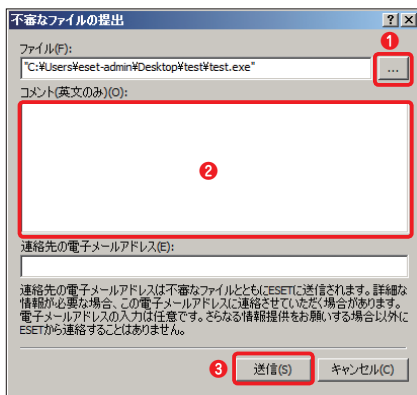 不審なファイルの提出
? ×
1
ファイル(F):
"C:¥Users¥eset-admin¥Desktop¥test¥test.exe"
...
コメント(英文のみ)(O):
2
連絡先の電子メールアドレス(E):
連絡先の電子メールアドレスは不審なファイルとともにESETに送信されます。詳細な
情報が必要な場合、この電子メールアドレスに連絡させていただく場合があります。
電子メールアドレスの入力は任意です。さらなる情報提供をお願いする場合以外に
ESETから連絡することはありません。
3
送信(S)
キャンセル(C)